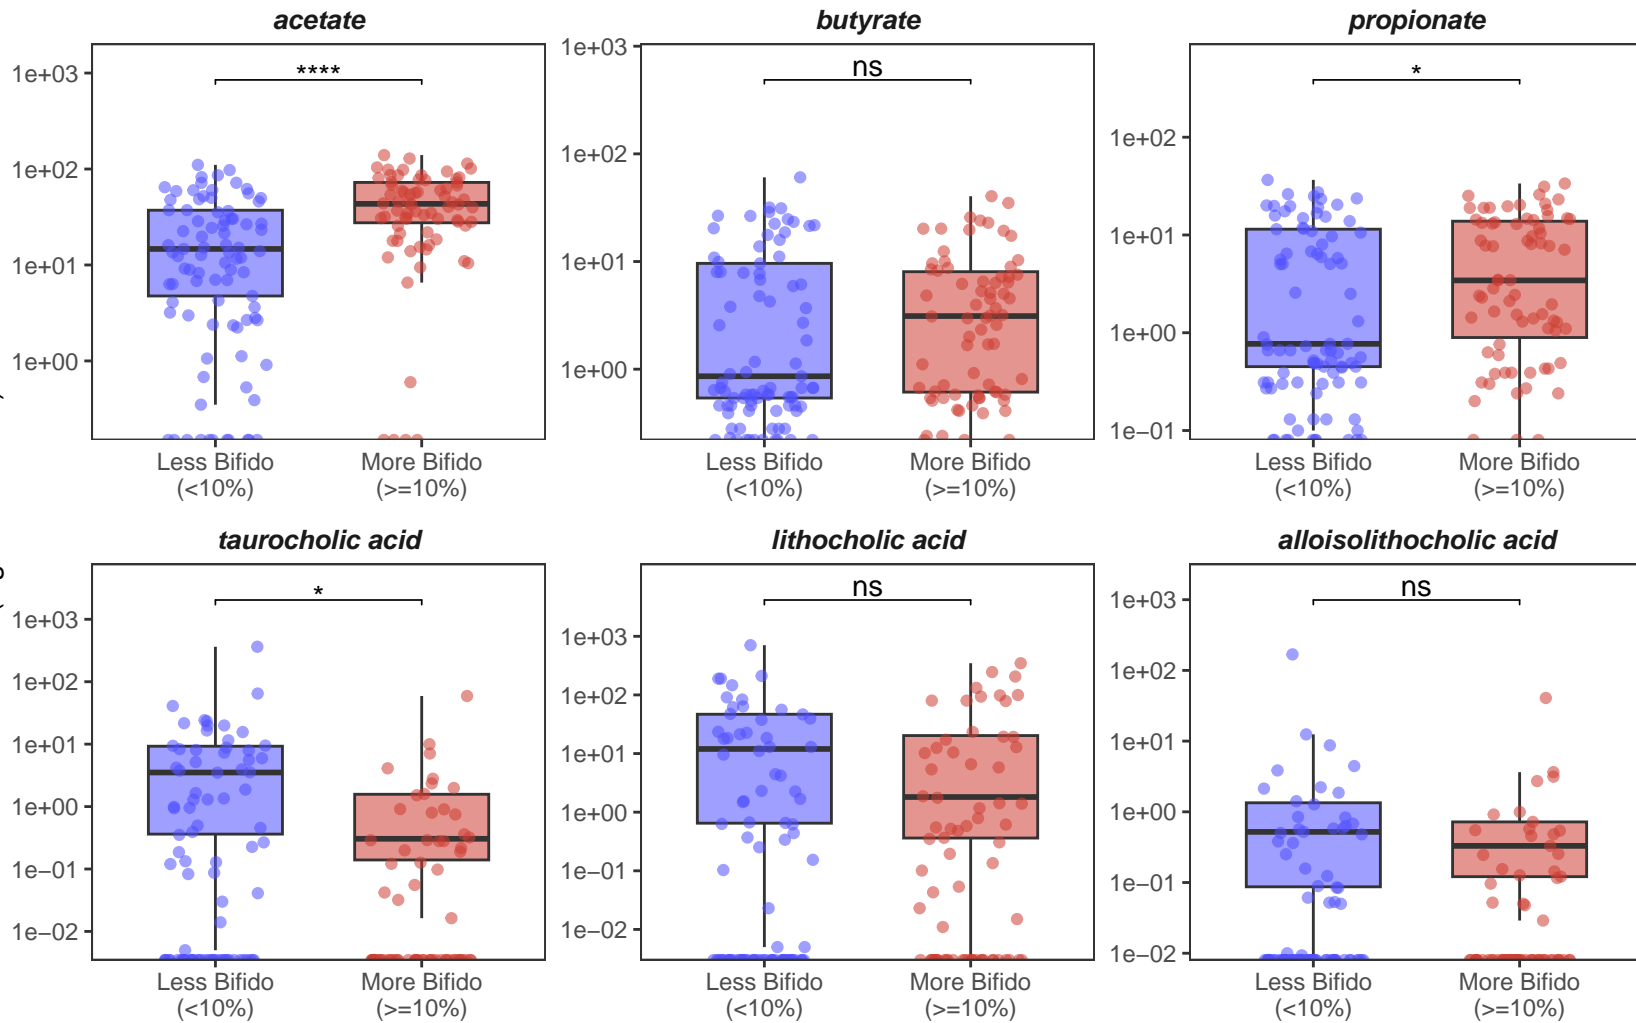 acetate
butyrate
propionate
1e+03
1e+02
1e+01
1e+00
****
1e+03
1e+02
1e+01
1e+00
ns
1e+02
1e+01
1e+00
1e−01
*
Less Bifido
(<10%)
More Bifido
(>=10%)
Less Bifido
(<10%)
More Bifido
(>=10%)
Less Bifido
(<10%)
More Bifido
(>=10%)
taurocholic acid
lithocholic acid
alloisolithocholic acid
1e+03
1e+02
1e+01
1e+00
1e−01
1e−02
*
1e+03
1e+02
1e+01
1e+00
1e−01
1e−02
ns
1e+03
1e+02
1e+01
1e+00
1e−01
1e−02
ns
Less Bifido
(<10%)
More Bifido
(>=10%)
Less Bifido
(<10%)
More Bifido
(>=10%)
Less Bifido
(<10%)
More Bifido
(>=10%)